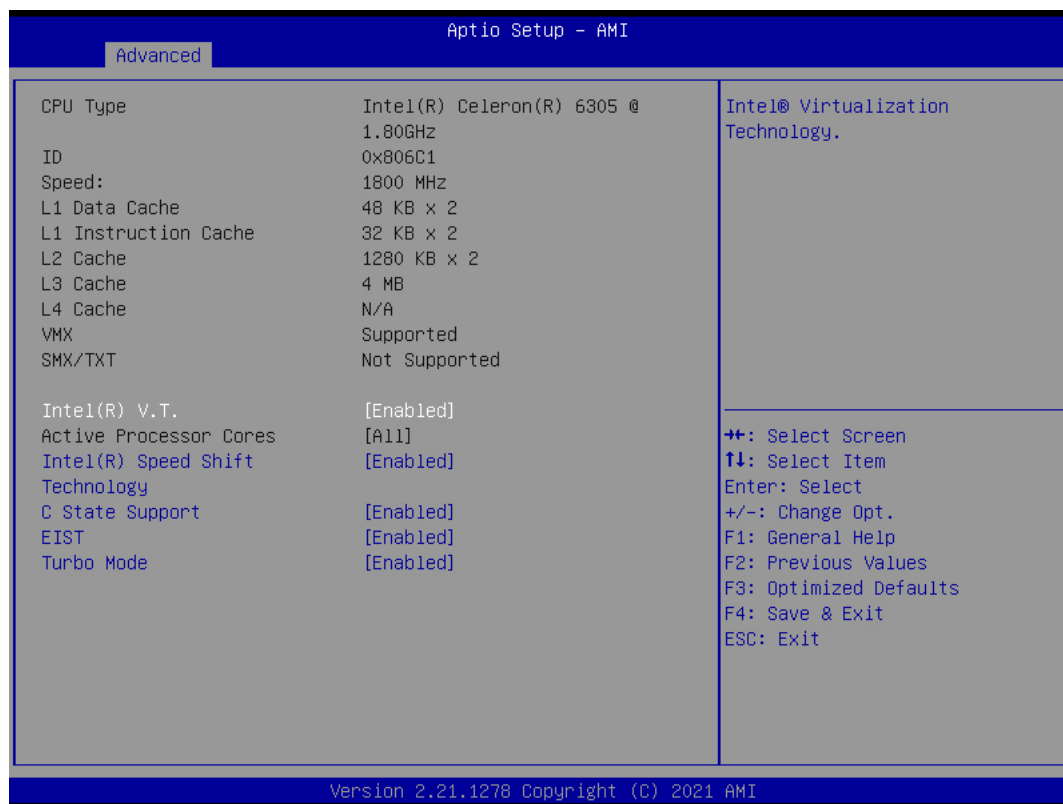 Aptio Setup – AMI
Advanced
CPU Type Intel(R) Celeron(R) 6305 @
1.80GHz
ID 0x806C1
Speed: 1800 MHz
L1 Data Cache 48 KB x 2
L1 Instruction Cache 32 KB x 2
L2 Cache 1280 KB x 2
L3 Cache 4 MB
L4 Cache N/A
VMX Supported
SMX/TXT Not Supported
Intel(R) V.T. [Enabled]
Active Processor Cores [All]
Intel(R) Speed Shift [Enabled]
Technology
C State Support [Enabled]
EIST [Enabled]
Turbo Mode [Enabled]
Intel® Virtualization
Technology.
→←: Select Screen
↑↓: Select Item
Enter: Select
+/-: Change Opt.
F1: General Help
F2: Previous Values
F3: Optimized Defaults
F4: Save & Exit
ESC: Exit
Version 2.21.1278 Copyright (C) 2021 AMI